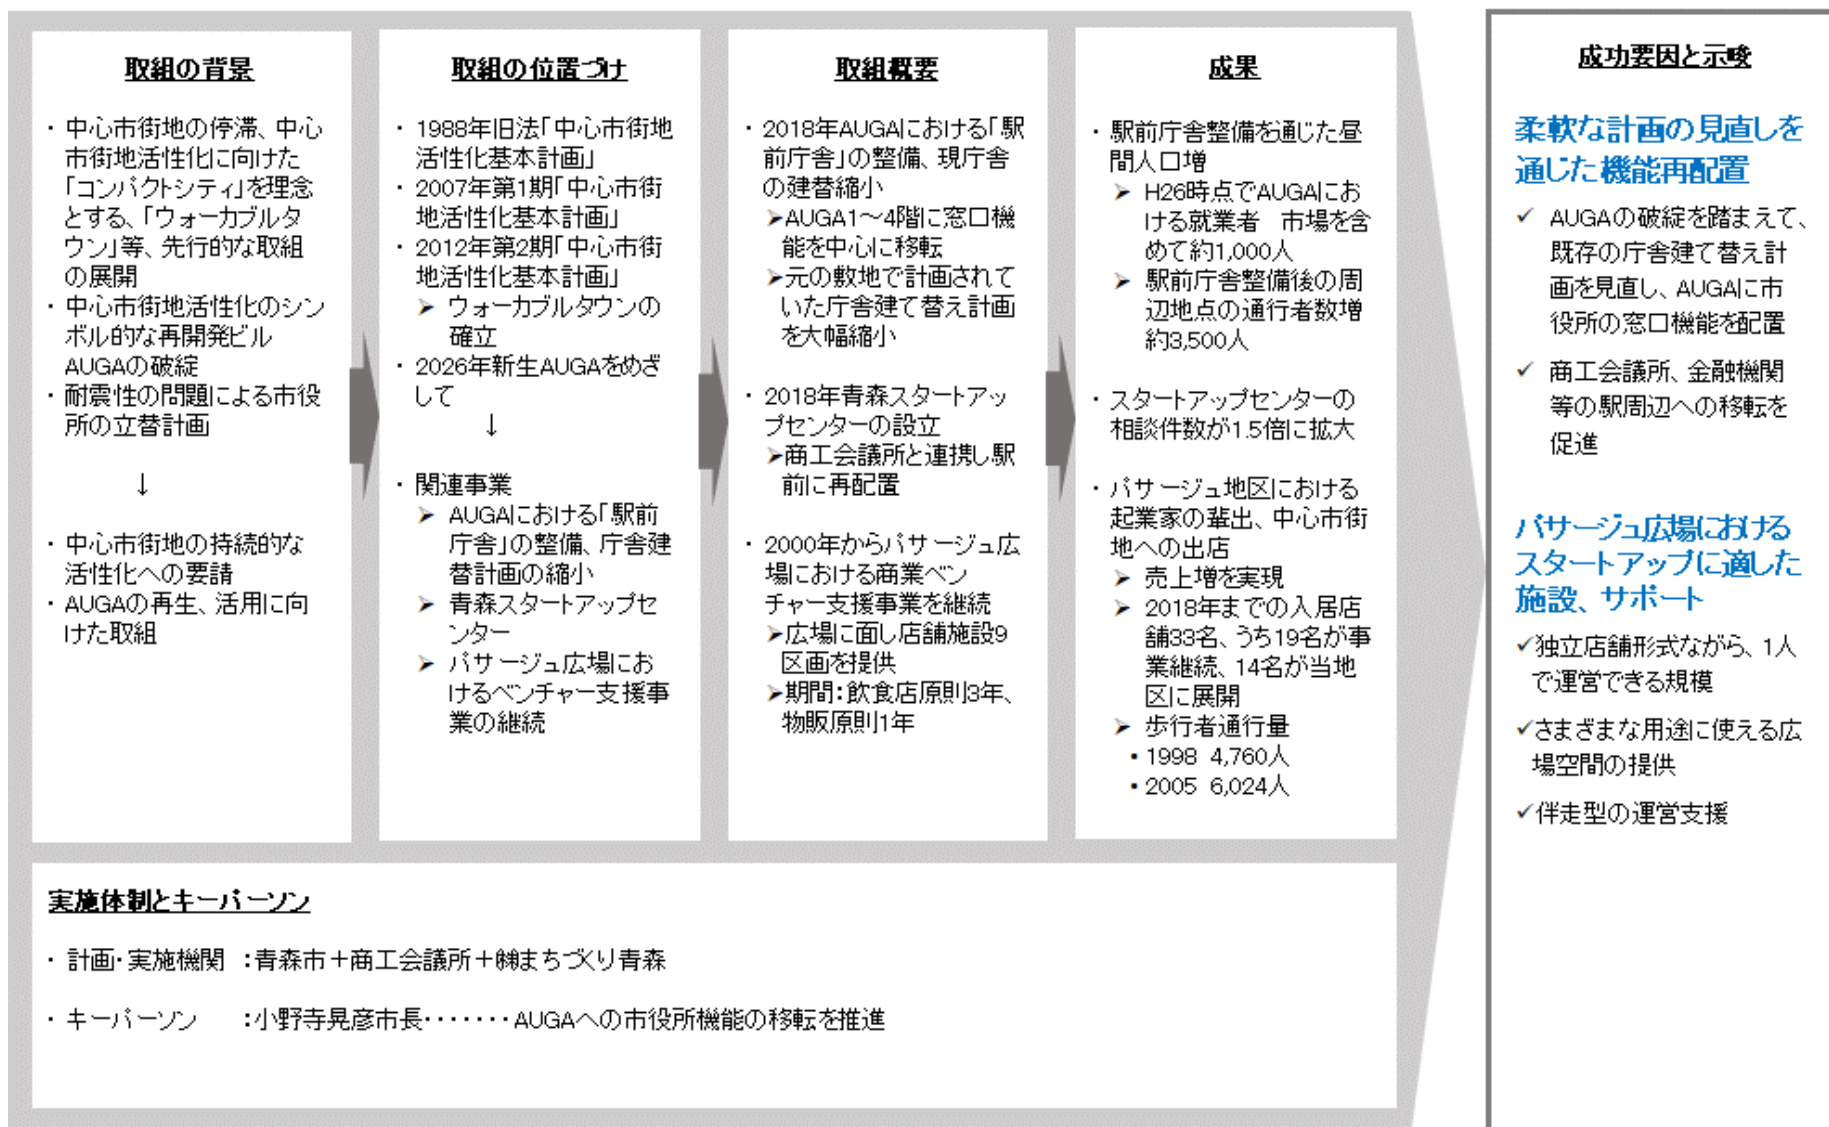 取組の背景
・中心市街地の停滞、中心
市街地活性化に向けた
「コンパクトシティ」を理念
とする、「ウォーカブルタ
ウン」等、先行的な取組
の展開
・中心市街地活性化のシン
ボル的な再開発ビル
AUGAの破綻
・耐震性の問題による市役
所の立替計画
↓
・中心市街地の持続的な
活性化への要請
・AUGAの再生、活用に向
けた取組
取組の位置づけ
・1988年旧法「中心市街地
活性化基本計画」
・2007年第1期「中心市街
地活性化基本計画」
・2012年第2期「中心市街
地活性化基本計画」
➢ ウォーカブルタウンの
確立
・2026年新生AUGAをめざ
して
↓
・関連事業
➢ AUGAにおける「駅前
庁舎」の整備、庁舎建
替計画の縮小
➢ 青森スタートアップセ
ンター
➢ パサージュ広場にお
けるベンチャー支援事
業の継続
取組概要
・2018年AUGAにおける「駅
前庁舎」の整備、現庁舎
の建替縮小
➢AUGA1～4階に窓口機
能を中心に移転
➢元の敷地で計画されて
いた庁舎建て替え計画
を大幅縮小
・2018年青森スタートアッ
プセンターの設立
➢商工会議所と連携し駅
前に再配置
・2000年からパサージュ広
場における商業ベン
チャー支援事業を継続
➢広場に面し店舗施設9
区画を提供
➢期間：飲食店原則3年、
物販原則1年
成果
・駅前庁舎整備を通じた昼
間人口増
➢ H26時点でAUGAにお
ける就業者　市場を含
めて約1,000人
➢ 駅前庁舎整備後の周
辺地点の通行者数増
約3,500人
・スタートアップセンターの
相談件数が1.5倍に拡大
・パサージュ地区における
起業家の輩出、中心市街
地への出店
➢ 売上増を実現
➢ 2018年までの入居店
舗33名、うち19名が事
業継続、14名が当地
区に展開
➢ 歩行者通行量
• 1998 4,760人
• 2005 6,024人
実施体制とキーパーソン
・計画・実施機関 ：青森市＋商工会議所＋㈱まちづくり青森
・キーパーソン ：小野寺晃彦市長‥‥‥・AUGAへの市役所機能の移転を推進
成功要因と示唆
柔軟な計画の見直しを
通じた機能再配置
✓ AUGAの破綻を踏まえて、
既存の庁舎建て替え計
画を見直し、AUGAに市
役所の窓口機能を配置
✓ 商工会議所、金融機関
等の駅周辺への移転を
促進
パサージュ広場における
スタートアップに適した
施設、サポート
✓独立店舗形式ながら、1人
で運営できる規模
✓さまざまな用途に使える広
場空間の提供
✓伴走型の運営支援